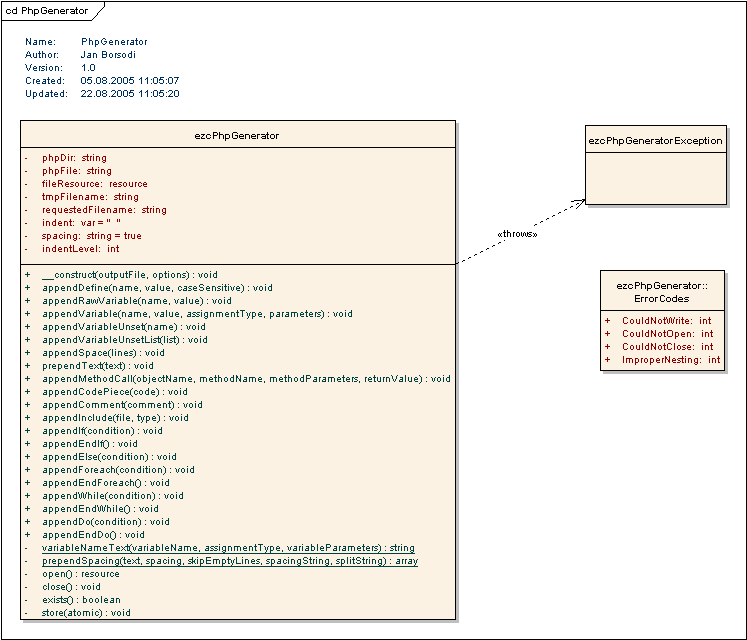 cd PhpGenerator
Name: PhpGenerator
Author: Jan Borsodi
Version: 1.0
Created: 05.08.2005 11:05:07
Updated: 22.08.2005 11:05:20
ezcPhpGenerator
- phpDir: string
- phpFile: string
- fileResource: resource
- tmpFilename: string
- requestedFilename: string
- indent: var = " "
- spacing: string = true
- indentLevel: int
+ __construct(outputFile, options) : void
+ appendDefine(name, value, caseSensitive) : void
+ appendRawVariable(name, value) : void
+ appendVariable(name, value, assignmentType, parameters) : void
+ appendVariableUnset(name) : void
+ appendVariableUnsetList(list) : void
+ appendSpace(lines) : void
+ prependText(text) : void
+ appendMethodCall(objectName, methodName, methodParameters, returnValue) : void
+ appendCodePiece(code) : void
+ appendComment(comment) : void
+ appendInclude(file, type) : void
+ appendIf(condition) : void
+ appendEndIf() : void
+ appendElse(condition) : void
+ appendForeach(condition) : void
+ appendEndForeach() : void
+ appendWhile(condition) : void
+ appendEndWhile() : void
+ appendDo(condition) : void
+ appendEndDo() : void
- variableNameText(variableName, assignmentType, variableParameters) : string
- prependSpacing(text, spacing, skipEmptyLines, spacingString, splitString) : array
- open() : resource
- close() : void
- exists() : boolean
- store(atomic) : void
«throws»
ezcPhpGeneratorException
ezcPhpGenerator::
ErrorCodes
+ CouldNotWrite: int
+ CouldNotOpen: int
+ CouldNotClose: int
+ ImproperNesting: int